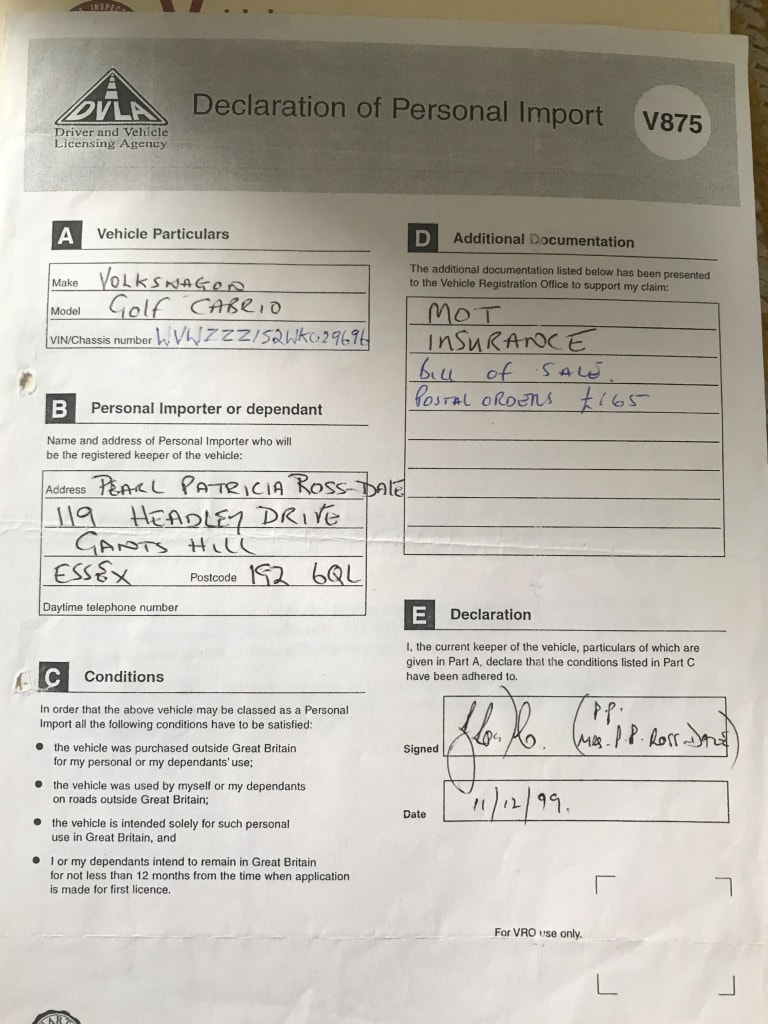 DVLA
Driver and Vehicle
Licensing Agency
Declaration of Personal Import
V875
A Vehicle Particulars
Make VOLKSWAGON
Model Golf CABRIO
VIN/Chassis number
B Personal Importer or dependant
Name and address of Personal Importer who will
be the registered keeper of the vehicle:
Address PEARL PATRICIA ROSS-DALE
119 HEADLEY DRIVE
GANTS HILL
ESSEX Postcode 192 6QL
Daytime telephone number
C Conditions
In order that the above vehicle may be classed as a Personal
Import all the following conditions have to be satisfied:
• the vehicle was purchased outside Great Britain
for my personal or my dependants' use;
• the vehicle was used by myself or my dependants
on roads outside Great Britain;
• the vehicle is intended solely for such personal
use in Great Britain, and
• I or my dependants intend to remain in Great Britain
for not less than 12 months from the time when application
is made for first licence.
D Additional Documentation
The additional documentation listed below has been presented
to the Vehicle Registration Office to support my claim:
MOT
INSURANCE
bill of SALE.
POSTAL ORDERS £165
E Declaration
I, the current keeper of the vehicle, particulars of which are
given in Part A, declare that the conditions listed in Part C
have been adhered to.
Signed
(P.P.
MRS. P.P. ROSS-DALE)
Date 11/12/99.
For VRO use only.